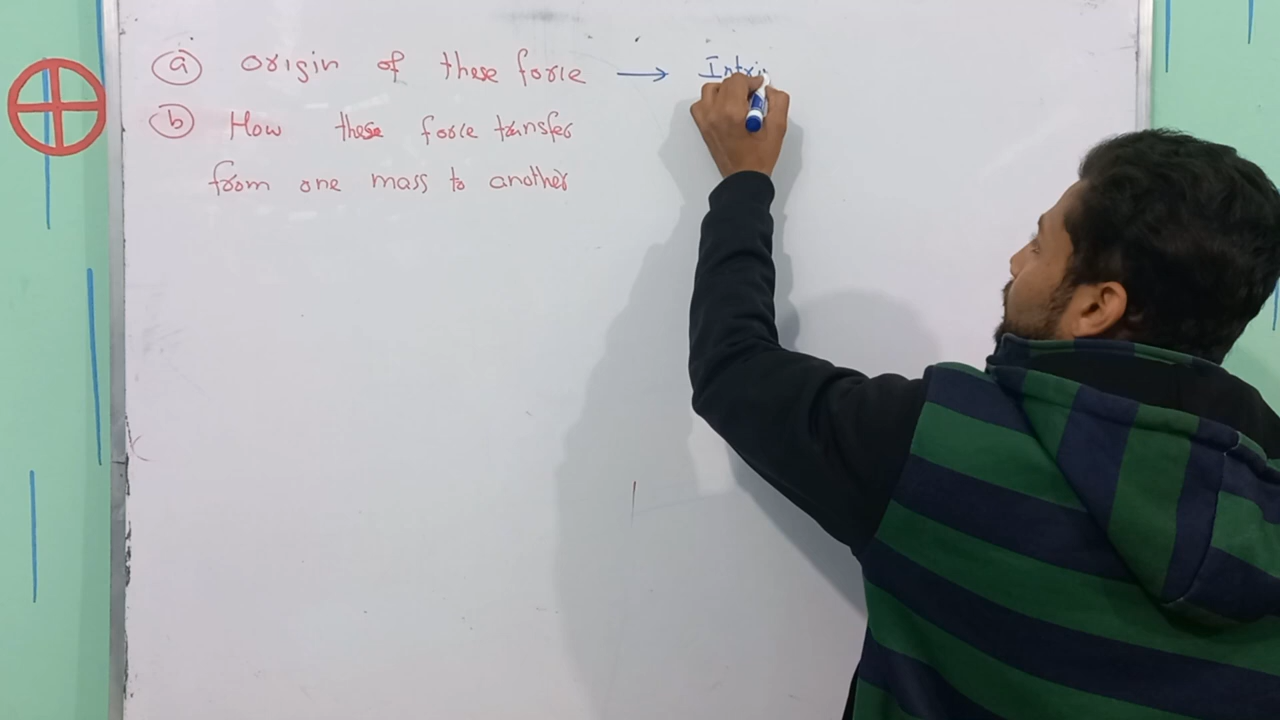 (a) origin of these force → Intri
(b) How these force transfer
from one mass to another